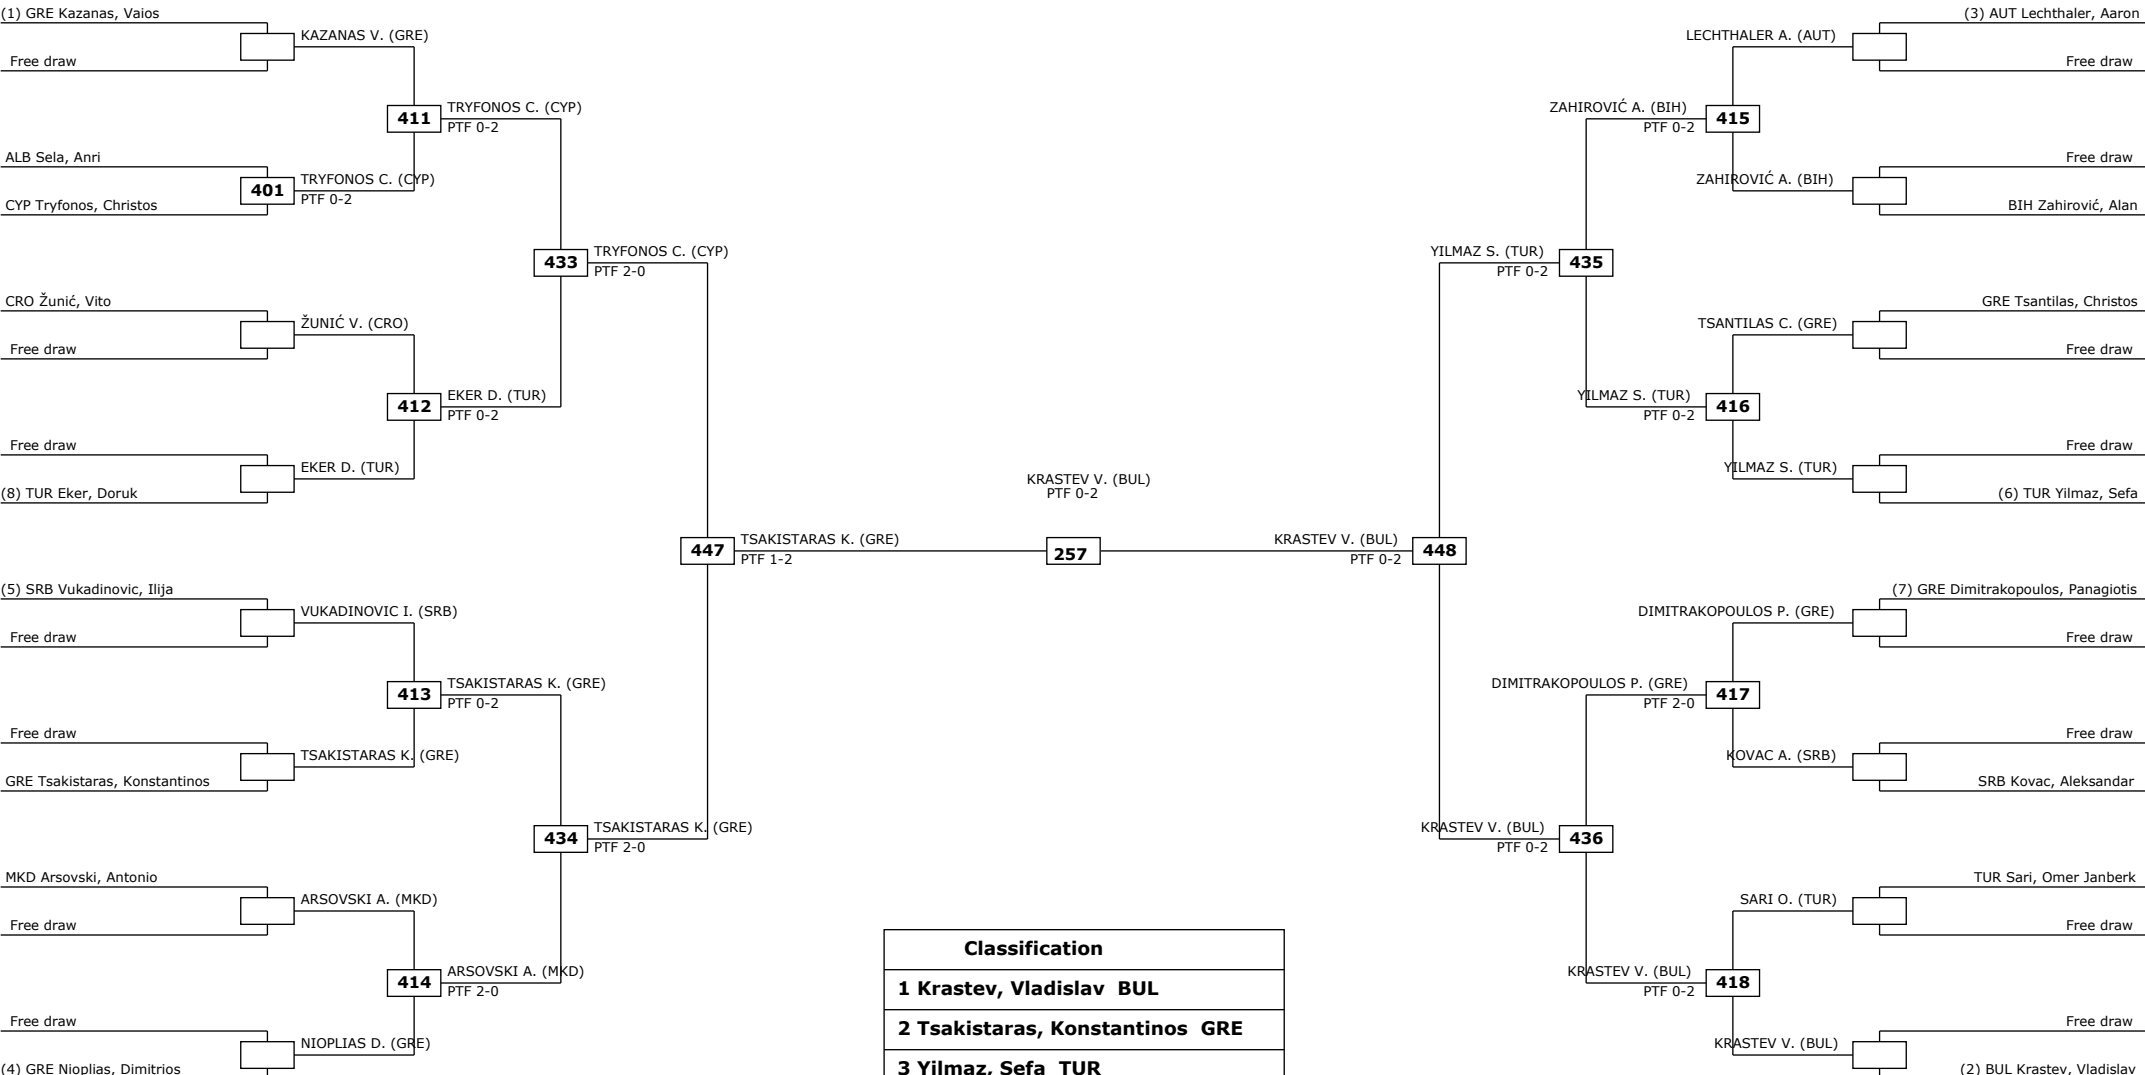 (1) GRE Kazanas, Vaios
KAZANAS V. (GRE)
Free draw
411
TRYFONOS C. (CYP)
PTF 0-2
ALB Sela, Anri
401
TRYFONOS C. (CYP)
PTF 0-2
CYP Tryfonos, Christos
433
TRYFONOS C. (CYP)
PTF 2-0
CRO Žunić, Vito
ŽUNIĆ V. (CRO)
Free draw
412
EKER D. (TUR)
PTF 0-2
Free draw
EKER D. (TUR)
(8) TUR Eker, Doruk
447
TSAKISTARAS K. (GRE)
PTF 1-2
(5) SRB Vukadinovic, Ilija
VUKADINOVIC I. (SRB)
Free draw
413
TSAKISTARAS K. (GRE)
PTF 0-2
Free draw
TSAKISTARAS K. (GRE)
GRE Tsakistaras, Konstantinos
434
TSAKISTARAS K. (GRE)
PTF 2-0
MKD Arsovski, Antonio
ARSOVSKI A. (MKD)
Free draw
414
ARSOVSKI A. (MKD)
PTF 2-0
Free draw
NIOPLIAS D. (GRE)
(4) GRE Nioplias, Dimitrios
KRASTEV V. (BUL)
PTF 0-2
257
(3) AUT Lechthaler, Aaron
LECHTHALER A. (AUT)
Free draw
ZAHIROVIĆ A. (BIH)
PTF 0-2
415
Free draw
ZAHIROVIĆ A. (BIH)
BIH Zahirović, Alan
YILMAZ S. (TUR)
PTF 0-2
435
GRE Tsantilas, Christos
TSANTILAS C. (GRE)
Free draw
YILMAZ S. (TUR)
PTF 0-2
416
Free draw
YILMAZ S. (TUR)
(6) TUR Yilmaz, Sefa
KRASTEV V. (BUL)
PTF 0-2
448
(7) GRE Dimitrakopoulos, Panagiotis
DIMITRAKOPOULOS P. (GRE)
Free draw
DIMITRAKOPOULOS P. (GRE)
PTF 2-0
417
Free draw
KOVAC A. (SRB)
SRB Kovac, Aleksandar
KRASTEV V. (BUL)
PTF 0-2
436
TUR Sari, Omer Janberk
SARI O. (TUR)
Free draw
KRASTEV V. (BUL)
PTF 0-2
418
Free draw
KRASTEV V. (BUL)
(2) BUL Krastev, Vladislav
Classification
1 Krastev, Vladislav BUL
2 Tsakistaras, Konstantinos GRE
3 Yilmaz, Sefa TUR